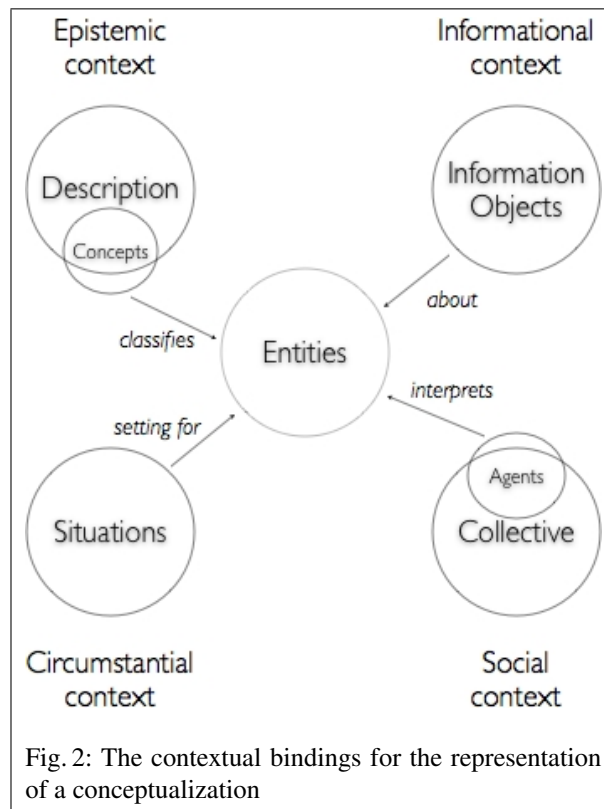 Epistemic
context
Informational
context
Description
Concepts
Information
Objects
classifies
about
Entities
setting for
interprets
Situations
Agents
Collective
Circumstantial
context
Social
context
Fig. 2: The contextual bindings for the representation
of a conceptualization